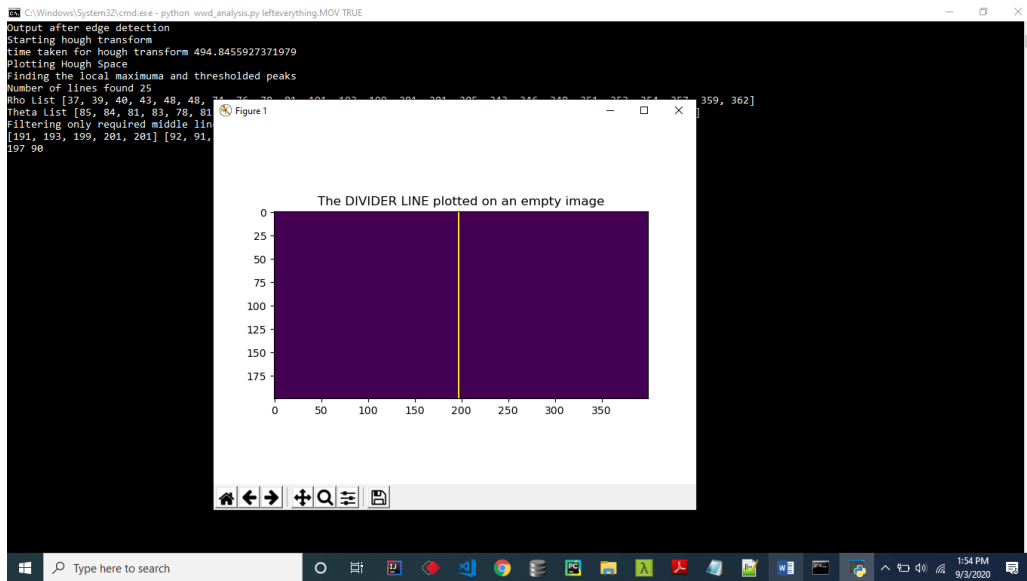 C:\Windows\System32\cmd.exe - python wwd_analysis.py lefteverything.MOV TRUE
Output after edge detection
Starting hough transform
time taken for hough transform 494.8455927371979
Plotting Hough Space
Finding the local maximuma and thresholded peaks
Number of lines found 25
Rho List [37, 39, 40, 43, 48, 48, 359, 362]
Theta List [85, 84, 81, 83, 78, 81 ]
Filtering only required middle lin
[191, 193, 199, 201, 201] [92, 91,
197 90
Figure 1
The DIVIDER LINE plotted on an empty image
0
25
50
75
100
125
150
175
0 50 100 150 200 250 300 350
Type here to search
1:54 PM
9/3/2020